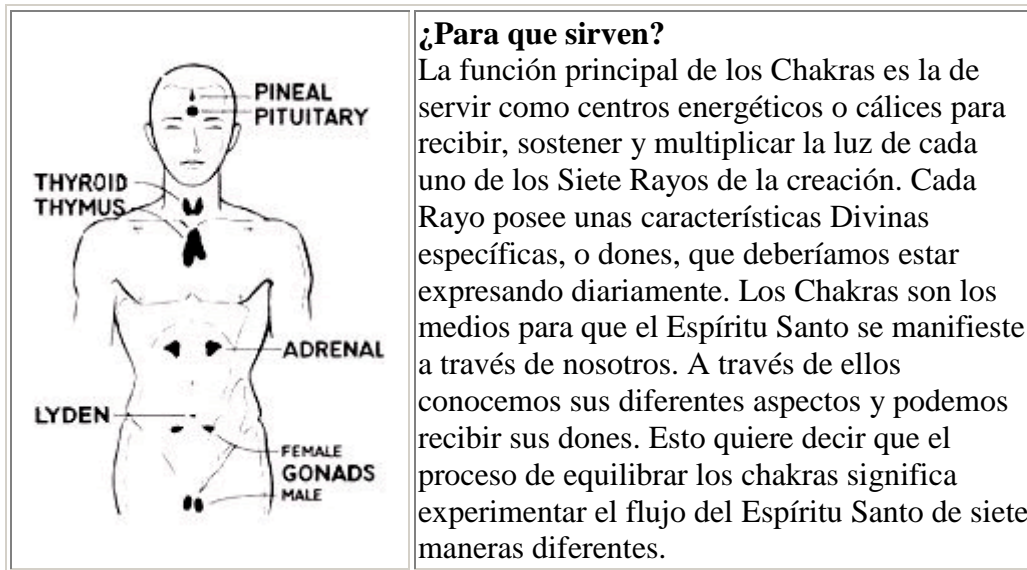 PINEAL
PITUITARY
THYROID
THYMUS
ADRENAL
LYDEN
FEMALE
GONADS
MALE
¿Para que sirven?
La función principal de los Chakras es la de
servir como centros energéticos o cálices para
recibir, sostener y multiplicar la luz de cada
uno de los Siete Rayos de la creación. Cada
Rayo posee unas características Divinas
específicas, o dones, que deberíamos estar
expresando diariamente. Los Chakras son los
medios para que el Espíritu Santo se manifieste
a través de nosotros. A través de ellos
conocemos sus diferentes aspectos y podemos
recibir sus dones. Esto quiere decir que el
proceso de equilibrar los chakras significa
experimentar el flujo del Espíritu Santo de siete
maneras diferentes.